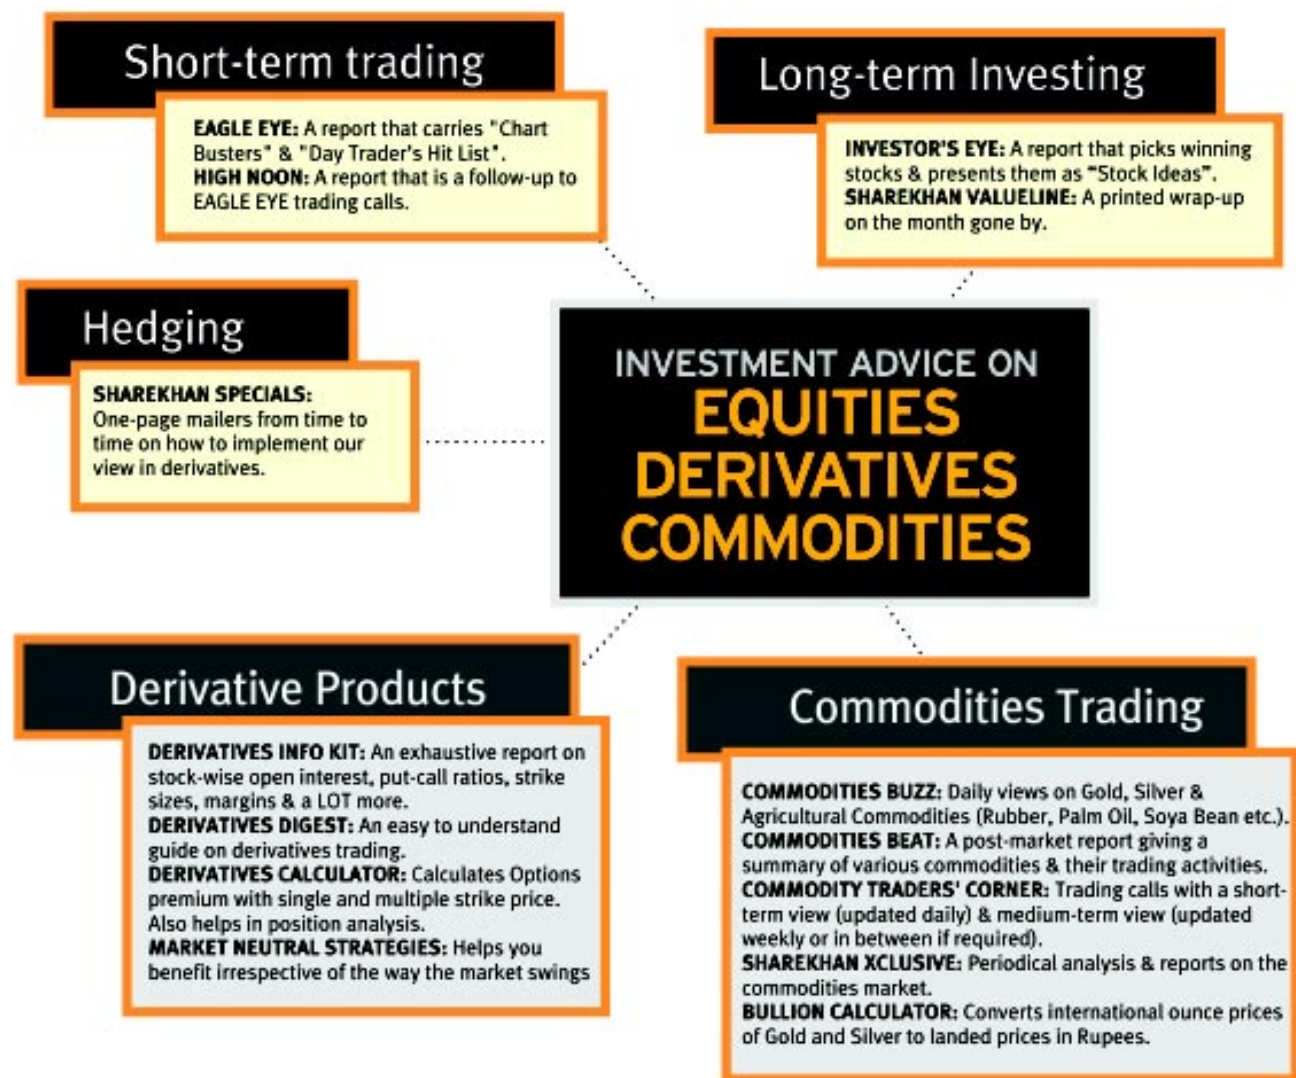 Short-term trading
EAGLE EYE: A report that carries "Chart
Busters" & "Day Trader's Hit List".
HIGH NOON: A report that is a follow-up to
EAGLE EYE trading calls.
Long-term Investing
INVESTOR'S EYE: A report that picks winning
stocks & presents them as “Stock Ideas”.
SHAREKHAN VALUELINE: A printed wrap-up
on the month gone by.
Hedging
SHAREKHAN SPECIALS:
One-page mailers from time to
time on how to implement our
view in derivatives.
INVESTMENT ADVICE ON
EQUITIES
DERIVATIVES
COMMODITIES
Derivative Products
DERIVATIVES INFO KIT: An exhaustive report on
stock-wise open interest, put-call ratios, strike
sizes, margins & a LOT more.
DERIVATIVES DIGEST: An easy to understand
guide on derivatives trading.
DERIVATIVES CALCULATOR: Calculates Options
premium with single and multiple strike price.
Also helps in position analysis.
MARKET NEUTRAL STRATEGIES: Helps you
benefit irrespective of the way the market swings
Commodities Trading
COMMODITIES BUZZ: Daily views on Gold, Silver &
Agricultural Commodities (Rubber, Palm Oil, Soya Bean etc.).
COMMODITIES BEAT: A post-market report giving a
summary of various commodities & their trading activities.
COMMODITY TRADERS' CORNER: Trading calls with a short-
term view (updated daily) & medium-term view (updated
weekly or in between if required).
SHAREKHAN XCLUSIVE: Periodical analysis & reports on the
commodities market.
BULLION CALCULATOR: Converts international ounce prices
of Gold and Silver to landed prices in Rupees.